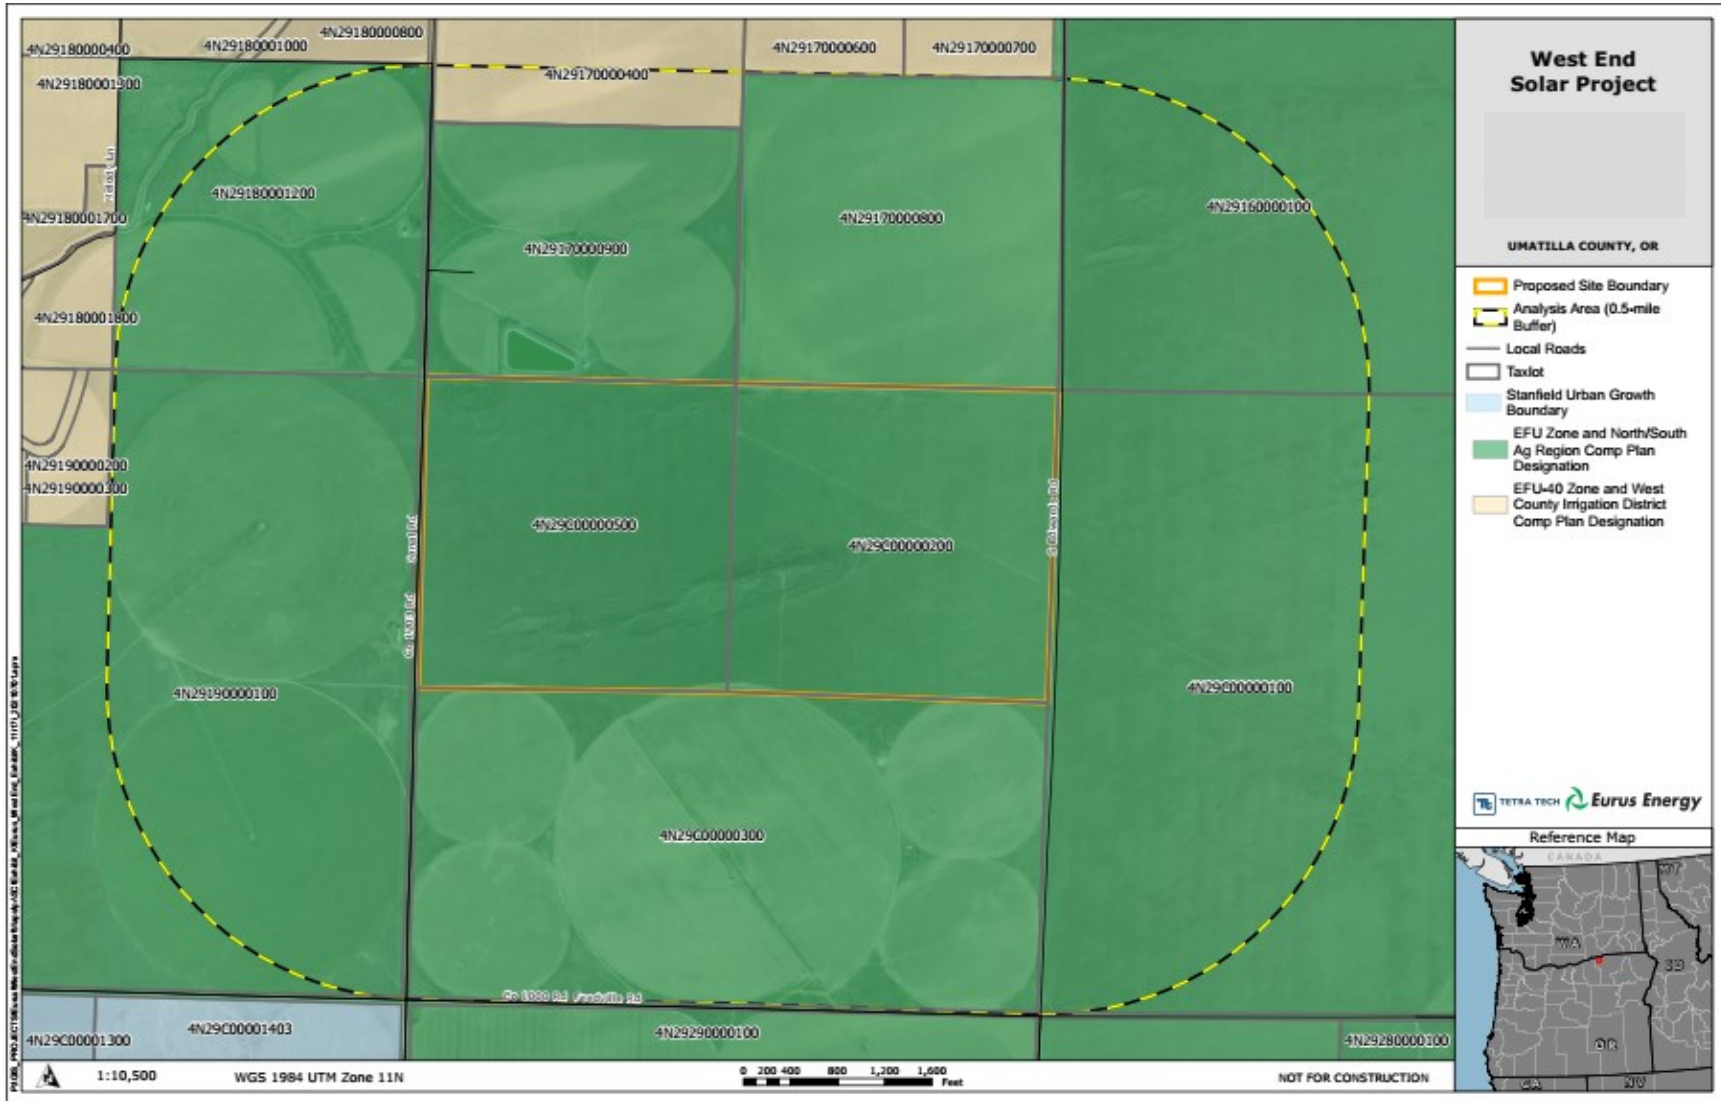 4N29180000400
4N29180001000
4N29180000800
4N29170000400
4N29170000600
4N29170000700
4N29180001300
4N29180001200
4N29180001700
4N29180001800
4N29170000900
4N29170000800
4N29160000100
4N29190000200
4N29190000300
4N29C00000500
4N29C00000200
Canal Rd
4N29190000100
4N29C00000100
4N29C00000300
4N29C00001300
4N29C00001403
4N29290000100
4N29280000100
West End
Solar Project
UMATILLA COUNTY, OR
Proposed Site Boundary
Analysis Area (0.5-mile
Buffer)
Local Roads
Taxlot
Stanfield Urban Growth
Boundary
EFU Zone and North/South
Ag Region Comp Plan
Designation
EFU-40 Zone and West
County Irrigation District
Comp Plan Designation
TETRA TECH
Eurus Energy
Reference Map
CANADA
WA
MT
ID
OR
CA
NV
1:10,500
WGS 1984 UTM Zone 11N
0 200 400 800 1,200 1,600
Feet
NOT FOR CONSTRUCTION